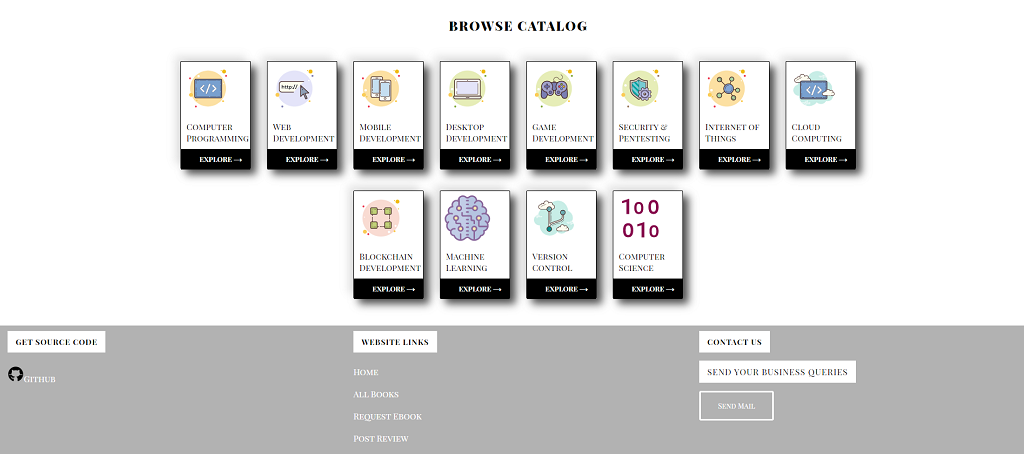 BROWSE CATALOG
</>
http://
</>
COMPUTER
PROGRAMMING
WEB
DEVELOPMENT
MOBILE
DEVELOPMENT
DESKTOP
DEVELOPMENT
GAME
DEVELOPMENT
SECURITY &
PENTESTING
INTERNET OF
THINGS
CLOUD
COMPUTING
EXPLORE →
EXPLORE →
EXPLORE →
EXPLORE →
EXPLORE →
EXPLORE →
EXPLORE →
EXPLORE →
100
010
BLOCKCHAIN
DEVELOPMENT
MACHINE
LEARNING
VERSION
CONTROL
COMPUTER
SCIENCE
EXPLORE →
EXPLORE →
EXPLORE →
EXPLORE →
GET SOURCE CODE
GITHUB
WEBSITE LINKS
HOME
ALL BOOKS
REQUEST EBOOK
POST REVIEW
CONTACT US
SEND YOUR BUSINESS QUERIES
SEND MAIL